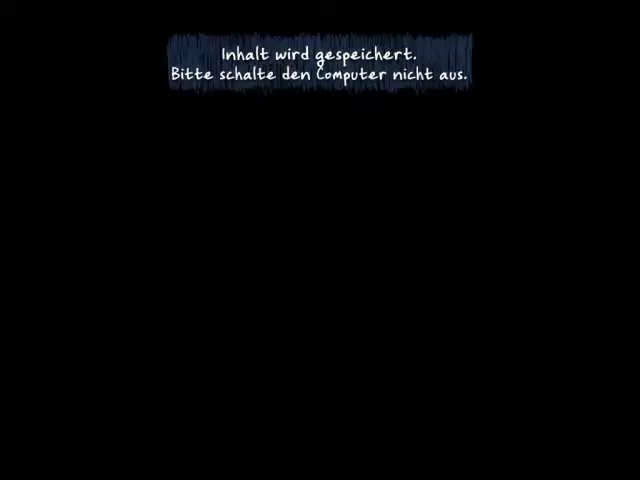 Inhalt wird gespeichert.
Bitte schalte den Computer nicht aus.